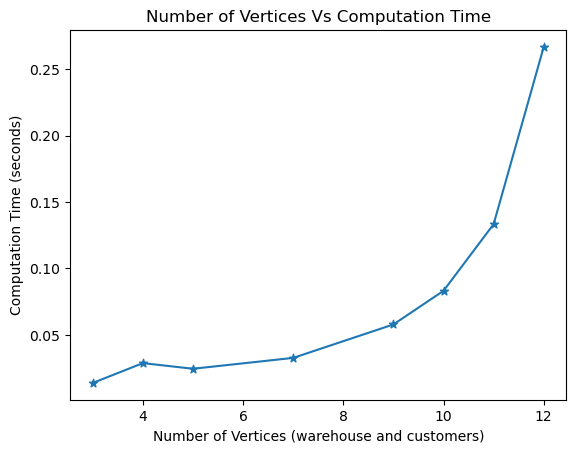 Number of Vertices Vs Computation Time
Computation Time (seconds)
0.25
0.20
0.15
0.10
0.05
4 6 8 10 12
Number of Vertices (warehouse and customers)